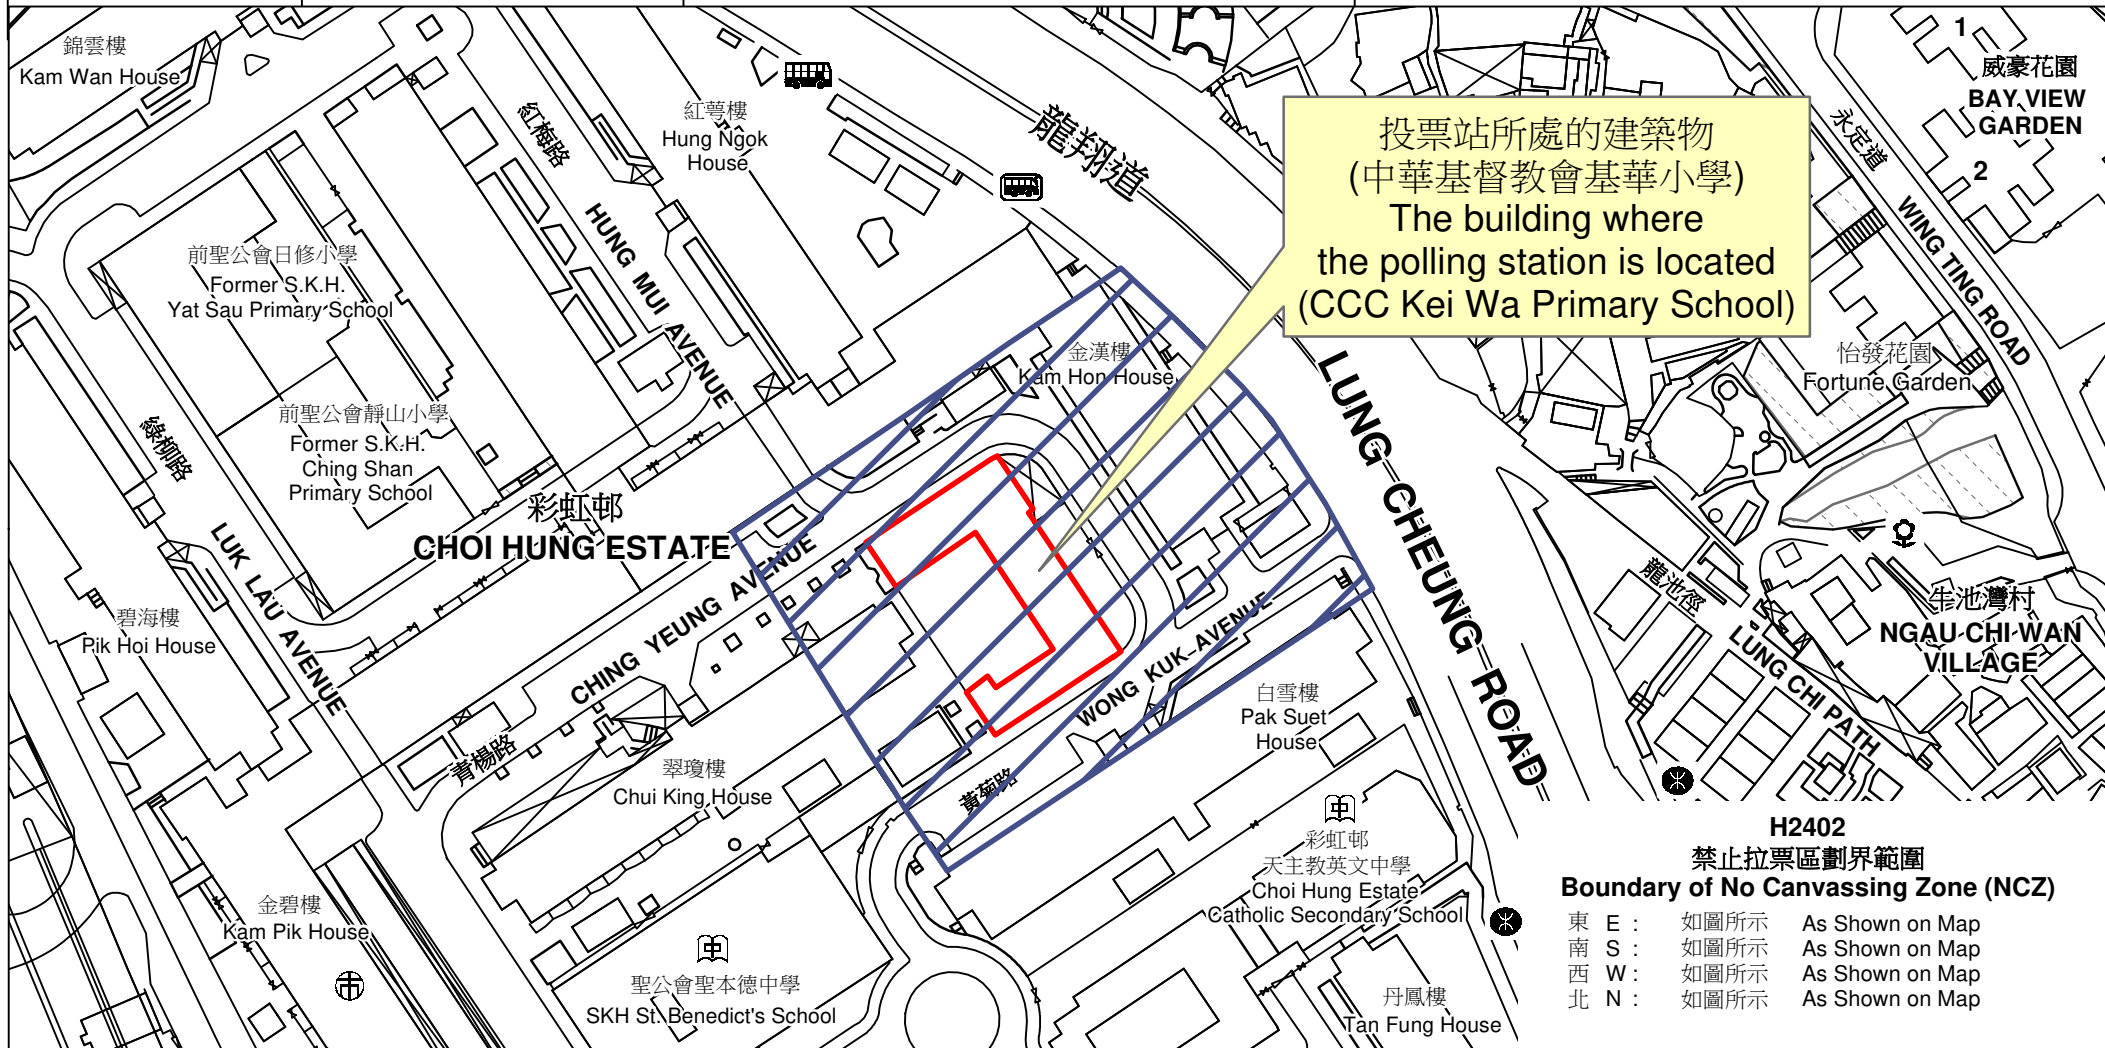 錦雲樓
Kam Wan House
紅梅路
HUNG MUI AVENUE
紅萼樓
Hung Ngok
House
龍翔道
LUNG CHEUNG ROAD
投票站所處的建築物
(中華基督教會基華小學)
The building where
the polling station is located
(CCC Kei Wa Primary School)
1
威豪花園
BAY VIEW
GARDEN
2
永定道
WING TING ROAD
怡發花園
Fortune Garden
前聖公會日修小學
Former S.K.H.
Yat Sau Primary School
前聖公會靜山小學
Former S.K.H.
Ching Shan
Primary School
金漢樓
Kam Hon House
綠柳路
LUK LAU AVENUE
彩虹邨
CHOI HUNG ESTATE
碧海樓
Pik Hoi House
青楊路
CHING YEUNG AVENUE
黃菊路
WONG KUK AVENUE
白雪樓
Pak Suet
House
龍池徑
LUNG CHI PATH
牛池灣村
NGAU CHI WAN
VILLAGE
翠瓊樓
Chui King House
中
彩虹邨
天主教英文中學
Choi Hung Estate
Catholic Secondary School
金碧樓
Kam Pik House
市
中
聖公會聖本德中學
SKH St. Benedict's School
丹鳳樓
Tan Fung House
H2402
禁止拉票區劃界範圍
Boundary of No Canvassing Zone (NCZ)
東 E : 如圖所示 As Shown on Map
南 S : 如圖所示 As Shown on Map
西 W : 如圖所示 As Shown on Map
北 N : 如圖所示 As Shown on Map